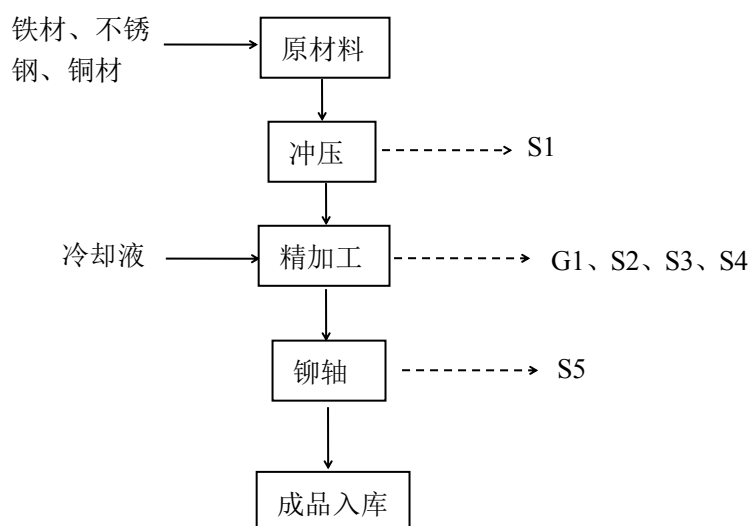 铁材、不锈
钢、铜材
原材料
冲压
S1
冷却液
精加工
G1、S2、S3、S4
铆轴
S5
成品入库